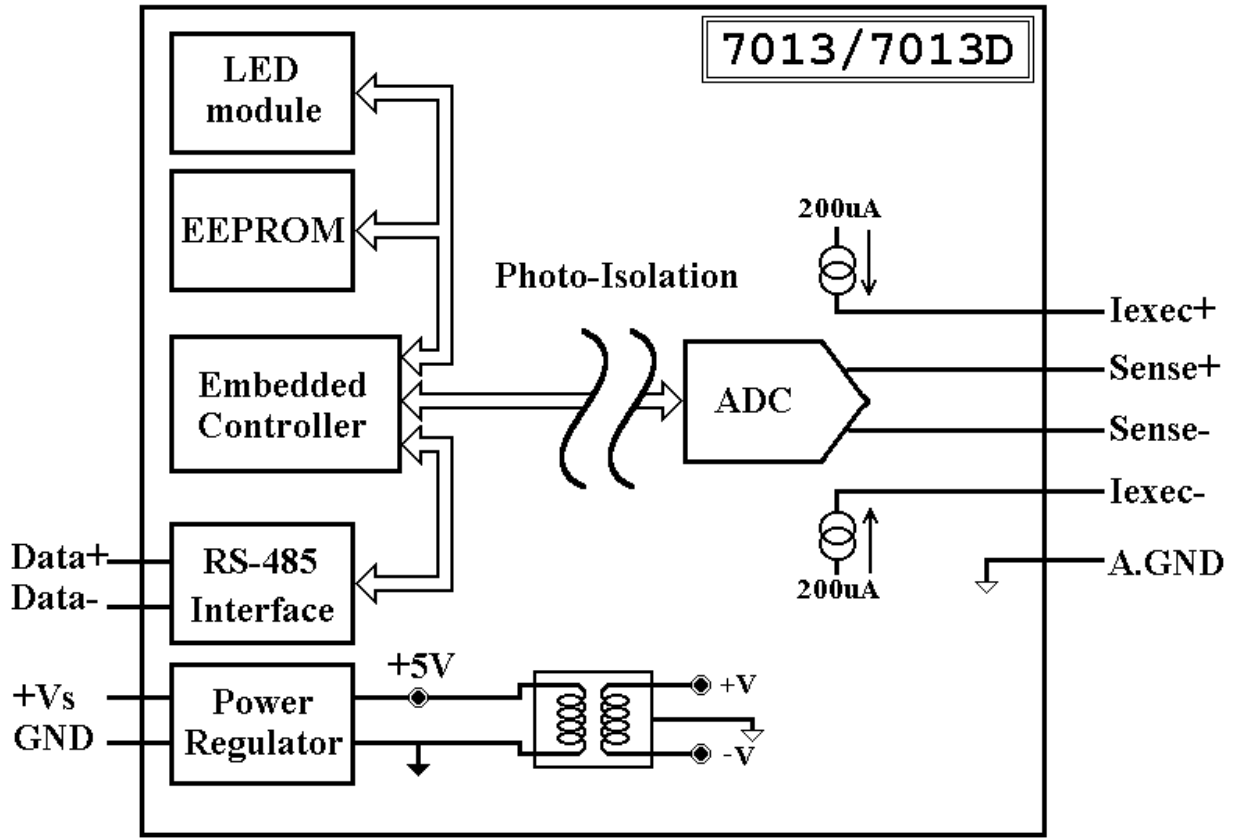 7013/7013D
LED
module
EEPROM
Embedded
Controller
RS-485
Interface
Power
Regulator
Data+
Data-
+Vs
GND
+5V
+V
-V
Photo-Isolation
ADC
200uA
200uA
Iexec+
Sense+
Sense-
Iexec-
A.GND